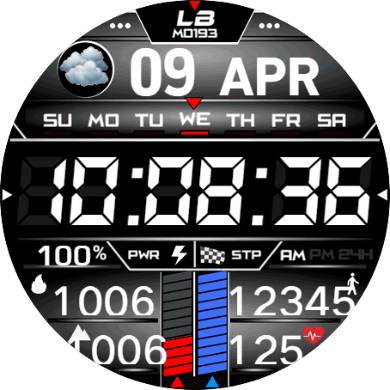 LB
MD193
09 APR
SU MO TU WE TH FR SA
10:08:36
100% PWR STP AM PM 24H
1006 12345
1006 125